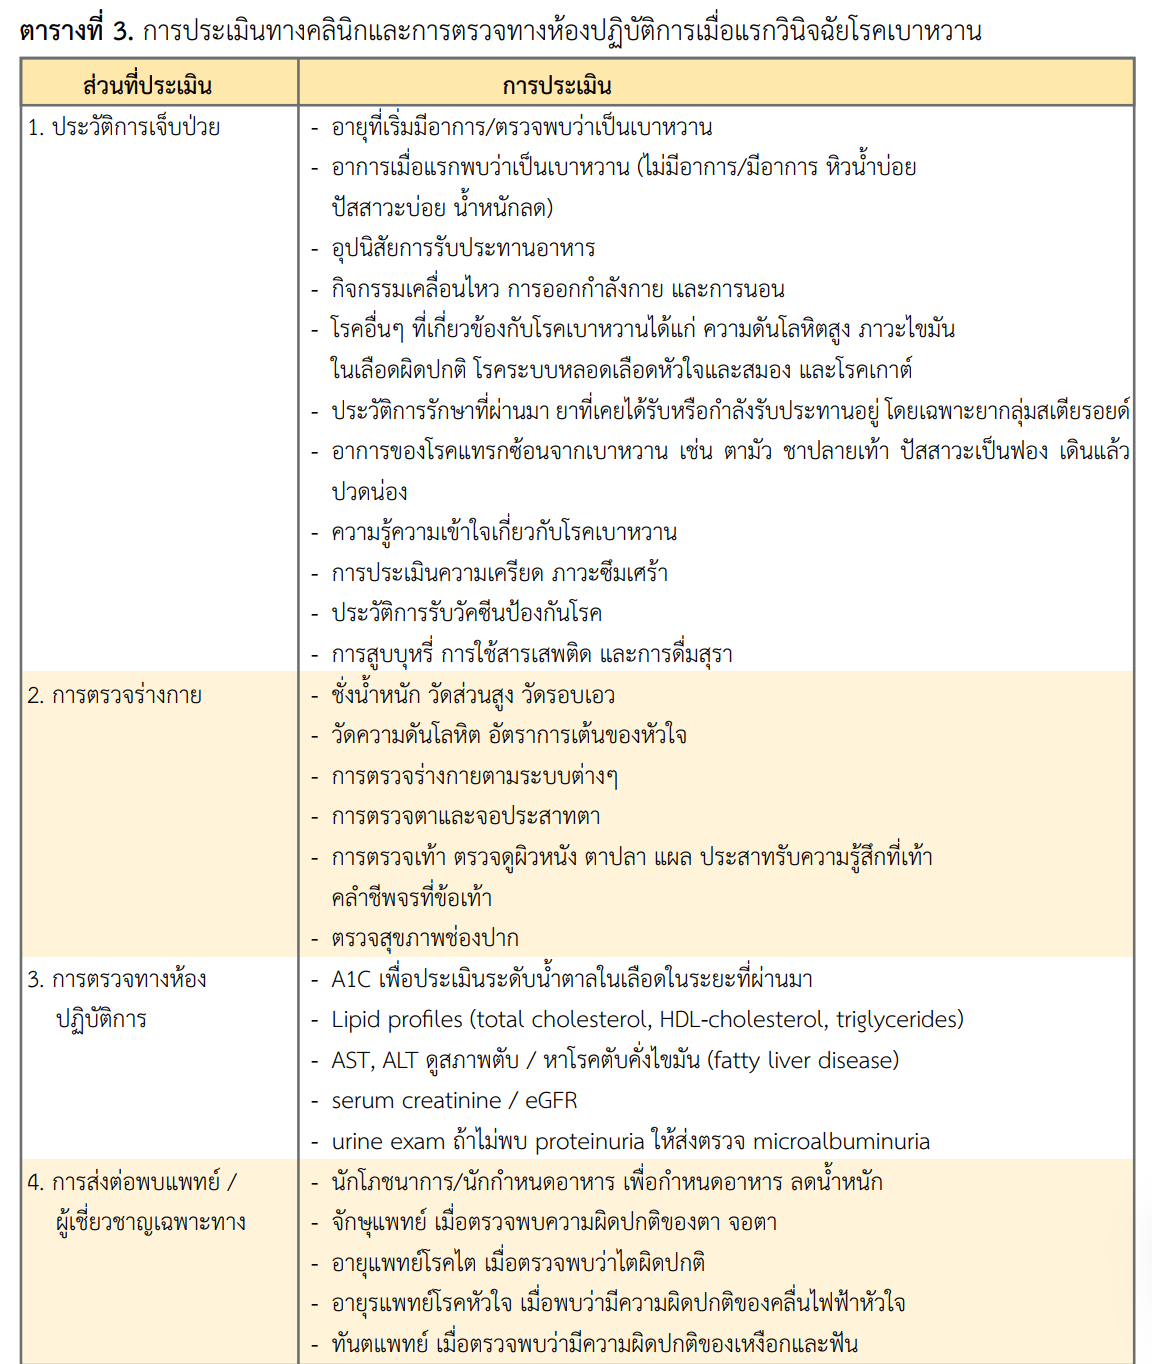 ตารางที่ 3. การประเมินทางคลินิกและการตรวจทางห้องปฏิบัติการเมื่อแรกวินิจฉัยโรคเบาหวาน
ส่วนที่ประเมิน การประเมิน
1. ประวัติการเจ็บป่วย - อายุที่เริ่มมีอาการ/ตรวจพบว่าเป็นเบาหวาน
- อาการเมื่อแรกพบว่าเป็นเบาหวาน (ไม่มีอาการ/มีอาการ หิวน้ำบ่อย
ปัสสาวะบ่อย น้ำหนักลด)
- อุปนิสัยการรับประทานอาหาร
- กิจกรรมเคลื่อนไหว การออกกำลังกาย และการนอน
- โรคอื่นๆ ที่เกี่ยวข้องกับโรคเบาหวานได้แก่ ความดันโลหิตสูง ภาวะไขมัน
ในเลือดผิดปกติ โรคระบบหลอดเลือดหัวใจและสมอง และโรคเกาต์
- ประวัติการรักษาที่ผ่านมา ยาที่เคยได้รับหรือกำลังรับประทานอยู่ โดยเฉพาะยากลุ่มสเตียรอยด์
- อาการของโรคแทรกซ้อนจากเบาหวาน เช่น ตามัว ชาปลายเท้า ปัสสาวะเป็นฟอง เดินแล้ว
ปวดน่อง
- ความรู้ความเข้าใจเกี่ยวกับโรคเบาหวาน
- การประเมินความเครียด ภาวะซึมเศร้า
- ประวัติการรับวัคซีนป้องกันโรค
- การสูบบุหรี่ การใช้สารเสพติด และการดื่มสุรา
2. การตรวจร่างกาย - ชั่งน้ำหนัก วัดส่วนสูง วัดรอบเอว
- วัดความดันโลหิต อัตราการเต้นของหัวใจ
- การตรวจร่างกายตามระบบต่างๆ
- การตรวจตาและจอประสาทตา
- การตรวจเท้า ตรวจดูผิวหนัง ตาปลา แผล ประสาทรับความรู้สึกที่เท้า
คลำชีพจรที่ข้อเท้า
- ตรวจสุขภาพช่องปาก
3. การตรวจทางห้อง - A1C เพื่อประเมินระดับน้ำตาลในเลือดในระยะที่ผ่านมา
ปฏิบัติการ - Lipid profiles (total cholesterol, HDL-cholesterol, triglycerides)
- AST, ALT ดูสภาพตับ / หาโรคตับคั่งไขมัน (fatty liver disease)
- serum creatinine / eGFR
- urine exam ถ้าไม่พบ proteinuria ให้ส่งตรวจ microalbuminuria
4. การส่งต่อพบแพทย์ / - นักโภชนาการ/นักกำหนดอาหาร เพื่อกำหนดอาหาร ลดน้ำหนัก
ผู้เชี่ยวชาญเฉพาะทาง - จักษุแพทย์ เมื่อตรวจพบความผิดปกติของตา จอตา
- อายุแพทย์โรคไต เมื่อตรวจพบว่าไตผิดปกติ
- อายุรแพทย์โรคหัวใจ เมื่อพบว่ามีความผิดปกติของคลื่นไฟฟ้าหัวใจ
- ทันตแพทย์ เมื่อตรวจพบว่ามีความผิดปกติของเหงือกและฟัน